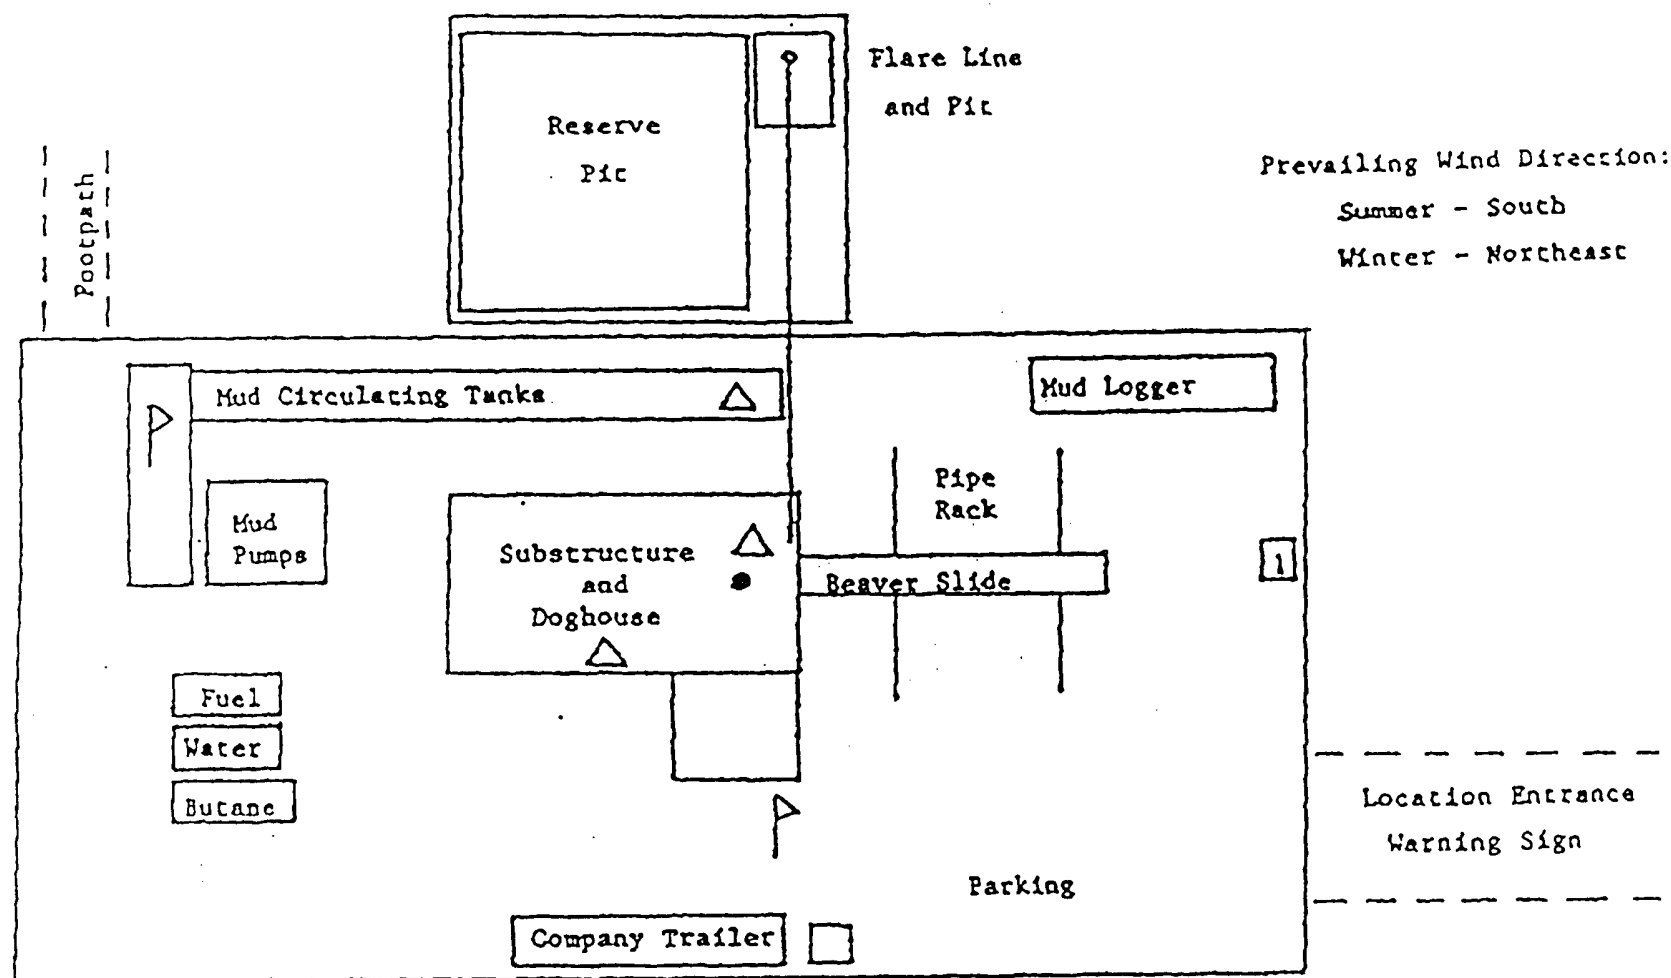 Flare Line
and Pit
Reserve
Pit
Prevailing Wind Direction:
Summer - South
Winter - Northeast
Footpath
Mud Circulating Tanks
Mud Logger
Pipe
Rack
Mud
Pumps
Substructure
and
Doghouse
Beaver Slide
1
Fuel
Water
Butane
Location Entrance
Warning Sign
Parking
Company Trailer